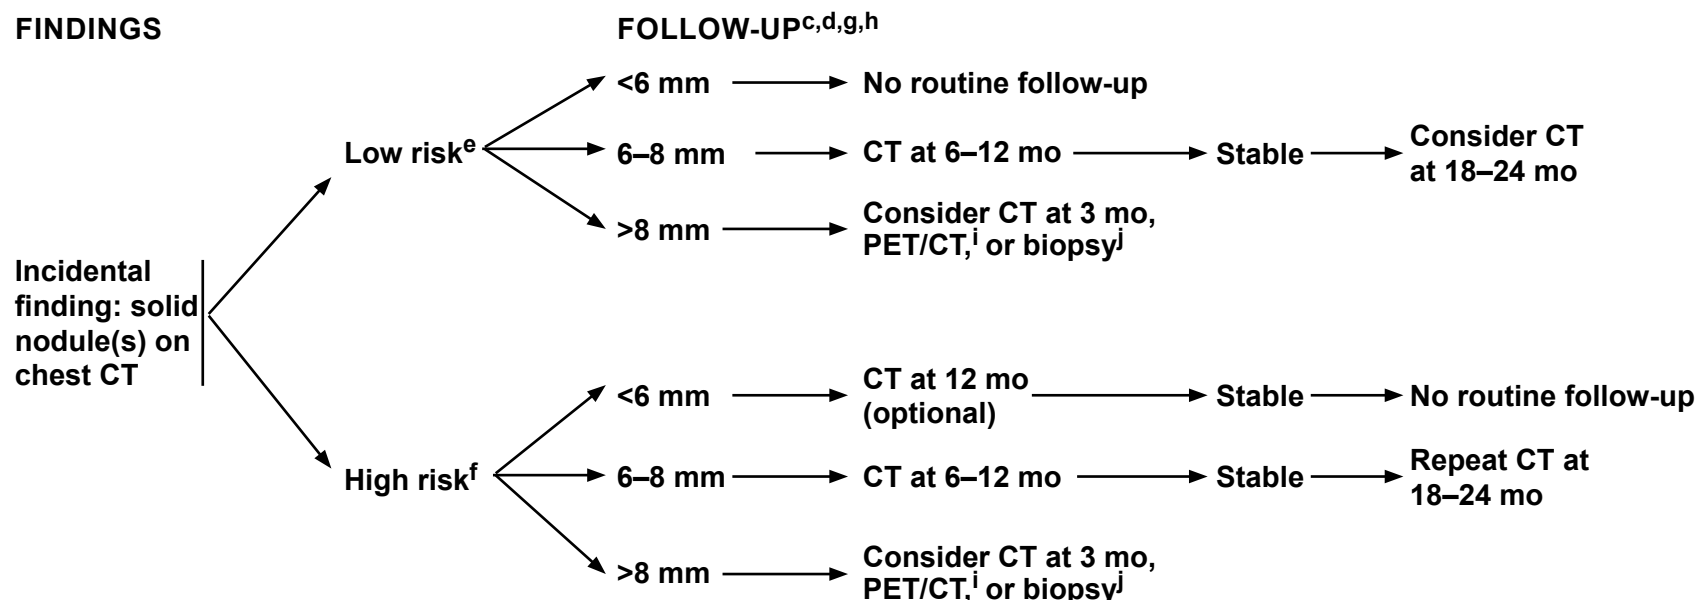 FINDINGS
FOLLOW-UPc,d,g,h
<6 mm
No routine follow-up
Low riske
6–8 mm
CT at 6–12 mo
Stable
Consider CT
at 18–24 mo
>8 mm
Consider CT at 3 mo,
PET/CT,i or biopsyj
Incidental
finding: solid
nodule(s) on
chest CT
<6 mm
CT at 12 mo
(optional)
Stable
No routine follow-up
High riskf
6–8 mm
CT at 6–12 mo
Stable
Repeat CT at
18–24 mo
>8 mm
Consider CT at 3 mo,
PET/CT,i or biopsyj